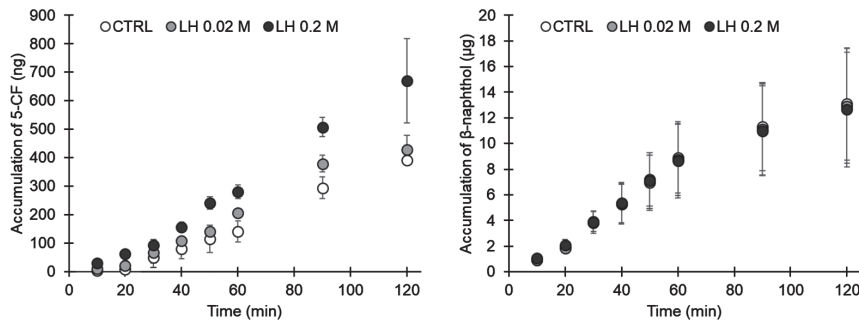 900
800
700
600
500
400
300
200
100
0
Accumulation of 5-CF (ng)
CTRL LH 0.02 M LH 0.2 M
0 20 40 60 80 100 120
Time (min)
20
18
16
14
12
10
8
6
4
2
0
Accumulation of β-naphthol (µg)
CTRL LH 0.02 M LH 0.2 M
0 20 40 60 80 100 120
Time (min)